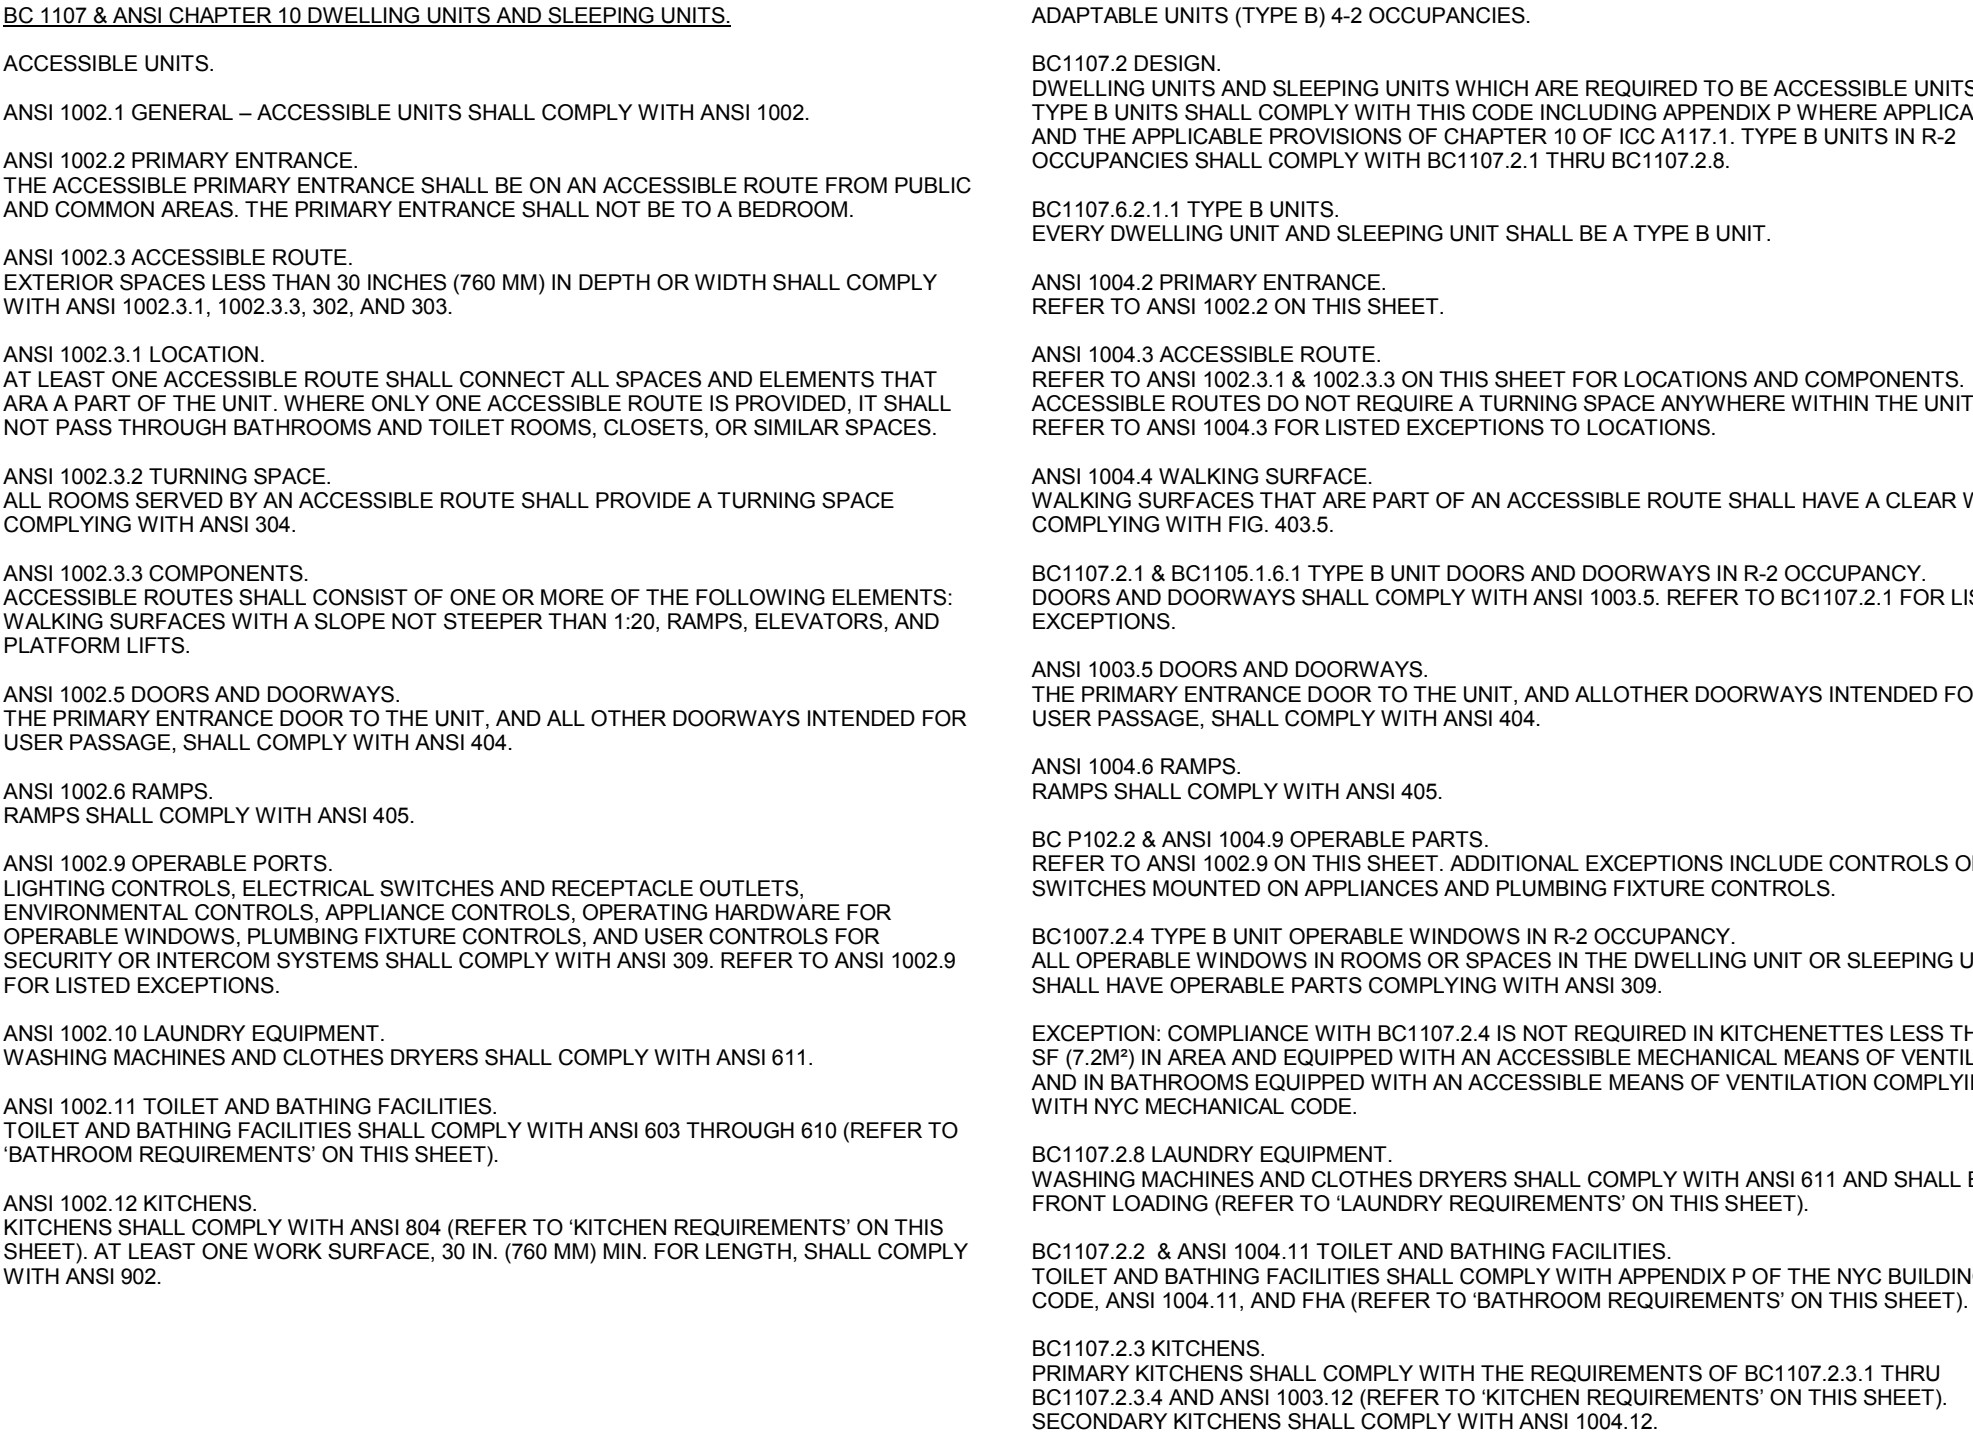 BC 1107 & ANSI CHAPTER 10 DWELLING UNITS AND SLEEPING UNITS.
ACCESSIBLE UNITS.
ANSI 1002.1 GENERAL – ACCESSIBLE UNITS SHALL COMPLY WITH ANSI 1002.
ANSI 1002.2 PRIMARY ENTRANCE.
THE ACCESSIBLE PRIMARY ENTRANCE SHALL BE ON AN ACCESSIBLE ROUTE FROM PUBLIC
AND COMMON AREAS. THE PRIMARY ENTRANCE SHALL NOT BE TO A BEDROOM.
ANSI 1002.3 ACCESSIBLE ROUTE.
EXTERIOR SPACES LESS THAN 30 INCHES (760 MM) IN DEPTH OR WIDTH SHALL COMPLY
WITH ANSI 1002.3.1, 1002.3.3, 302, AND 303.
ANSI 1002.3.1 LOCATION.
AT LEAST ONE ACCESSIBLE ROUTE SHALL CONNECT ALL SPACES AND ELEMENTS THAT
ARA A PART OF THE UNIT. WHERE ONLY ONE ACCESSIBLE ROUTE IS PROVIDED, IT SHALL
NOT PASS THROUGH BATHROOMS AND TOILET ROOMS, CLOSETS, OR SIMILAR SPACES.
ANSI 1002.3.2 TURNING SPACE.
ALL ROOMS SERVED BY AN ACCESSIBLE ROUTE SHALL PROVIDE A TURNING SPACE
COMPLYING WITH ANSI 304.
ANSI 1002.3.3 COMPONENTS.
ACCESSIBLE ROUTES SHALL CONSIST OF ONE OR MORE OF THE FOLLOWING ELEMENTS:
WALKING SURFACES WITH A SLOPE NOT STEEPER THAN 1:20, RAMPS, ELEVATORS, AND
PLATFORM LIFTS.
ANSI 1002.5 DOORS AND DOORWAYS.
THE PRIMARY ENTRANCE DOOR TO THE UNIT, AND ALL OTHER DOORWAYS INTENDED FOR
USER PASSAGE, SHALL COMPLY WITH ANSI 404.
ANSI 1002.6 RAMPS.
RAMPS SHALL COMPLY WITH ANSI 405.
ANSI 1002.9 OPERABLE PORTS.
LIGHTING CONTROLS, ELECTRICAL SWITCHES AND RECEPTACLE OUTLETS,
ENVIRONMENTAL CONTROLS, APPLIANCE CONTROLS, OPERATING HARDWARE FOR
OPERABLE WINDOWS, PLUMBING FIXTURE CONTROLS, AND USER CONTROLS FOR
SECURITY OR INTERCOM SYSTEMS SHALL COMPLY WITH ANSI 309. REFER TO ANSI 1002.9
FOR LISTED EXCEPTIONS.
ANSI 1002.10 LAUNDRY EQUIPMENT.
WASHING MACHINES AND CLOTHES DRYERS SHALL COMPLY WITH ANSI 611.
ANSI 1002.11 TOILET AND BATHING FACILITIES.
TOILET AND BATHING FACILITIES SHALL COMPLY WITH ANSI 603 THROUGH 610 (REFER TO
‘BATHROOM REQUIREMENTS’ ON THIS SHEET).
ANSI 1002.12 KITCHENS.
KITCHENS SHALL COMPLY WITH ANSI 804 (REFER TO ‘KITCHEN REQUIREMENTS’ ON THIS
SHEET). AT LEAST ONE WORK SURFACE, 30 IN. (760 MM) MIN. FOR LENGTH, SHALL COMPLY
WITH ANSI 902.
ADAPTABLE UNITS (TYPE B) 4-2 OCCUPANCIES.
BC1107.2 DESIGN.
DWELLING UNITS AND SLEEPING UNITS WHICH ARE REQUIRED TO BE ACCESSIBLE UNITS
TYPE B UNITS SHALL COMPLY WITH THIS CODE INCLUDING APPENDIX P WHERE
AND THE APPLICABLE PROVISIONS OF CHAPTER 10 OF ICC A117.1. TYPE B UNITS IN R-2
OCCUPANCIES SHALL COMPLY WITH BC1107.2.1 THRU BC1107.2.8.
BC1107.6.2.1.1 TYPE B UNITS.
EVERY DWELLING UNIT AND SLEEPING UNIT SHALL BE A TYPE B UNIT.
ANSI 1004.2 PRIMARY ENTRANCE.
REFER TO ANSI 1002.2 ON THIS SHEET.
ANSI 1004.3 ACCESSIBLE ROUTE.
REFER TO ANSI 1002.3.1 & 1002.3.3 ON THIS SHEET FOR LOCATIONS AND COMPONENTS.
ACCESSIBLE ROUTES DO NOT REQUIRE A TURNING SPACE ANYWHERE WITHIN THE UNIT
REFER TO ANSI 1004.3 FOR LISTED EXCEPTIONS TO LOCATIONS.
ANSI 1004.4 WALKING SURFACE.
WALKING SURFACES THAT ARE PART OF AN ACCESSIBLE ROUTE SHALL HAVE A CLEAR
COMPLYING WITH FIG. 403.5.
BC1107.2.1 & BC1105.1.6.1 TYPE B UNIT DOORS AND DOORWAYS IN R-2 OCCUPANCY.
DOORS AND DOORWAYS SHALL COMPLY WITH ANSI 1003.5. REFER TO BC1107.2.1 FOR
EXCEPTIONS.
ANSI 1003.5 DOORS AND DOORWAYS.
THE PRIMARY ENTRANCE DOOR TO THE UNIT, AND ALLOTHER DOORWAYS INTENDED
USER PASSAGE, SHALL COMPLY WITH ANSI 404.
ANSI 1004.6 RAMPS.
RAMPS SHALL COMPLY WITH ANSI 405.
BC P102.2 & ANSI 1004.9 OPERABLE PARTS.
REFER TO ANSI 1002.9 ON THIS SHEET. ADDITIONAL EXCEPTIONS INCLUDE CONTROLS
SWITCHES MOUNTED ON APPLIANCES AND PLUMBING FIXTURE CONTROLS.
BC1007.2.4 TYPE B UNIT OPERABLE WINDOWS IN R-2 OCCUPANCY.
ALL OPERABLE WINDOWS IN ROOMS OR SPACES IN THE DWELLING UNIT OR SLEEPING
SHALL HAVE OPERABLE PARTS COMPLYING WITH ANSI 309.
EXCEPTION: COMPLIANCE WITH BC1107.2.4 IS NOT REQUIRED IN KITCHENETTES LESS
SF (7.2M²) IN AREA AND EQUIPPED WITH AN ACCESSIBLE MECHANICAL MEANS OF
AND IN BATHROOMS EQUIPPED WITH AN ACCESSIBLE MEANS OF VENTILATION
WITH NYC MECHANICAL CODE.
BC1107.2.8 LAUNDRY EQUIPMENT.
WASHING MACHINES AND CLOTHES DRYERS SHALL COMPLY WITH ANSI 611 AND SHALL
FRONT LOADING (REFER TO ‘LAUNDRY REQUIREMENTS’ ON THIS SHEET).
BC1107.2.2 & ANSI 1004.11 TOILET AND BATHING FACILITIES.
TOILET AND BATHING FACILITIES SHALL COMPLY WITH APPENDIX P OF THE NYC
CODE, ANSI 1004.11, AND FHA (REFER TO ‘BATHROOM REQUIREMENTS’ ON THIS SHEET).
BC1107.2.3 KITCHENS.
PRIMARY KITCHENS SHALL COMPLY WITH THE REQUIREMENTS OF BC1107.2.3.1 THRU
BC1107.2.3.4 AND ANSI 1003.12 (REFER TO ‘KITCHEN REQUIREMENTS’ ON THIS SHEET).
SECONDARY KITCHENS SHALL COMPLY WITH ANSI 1004.12.